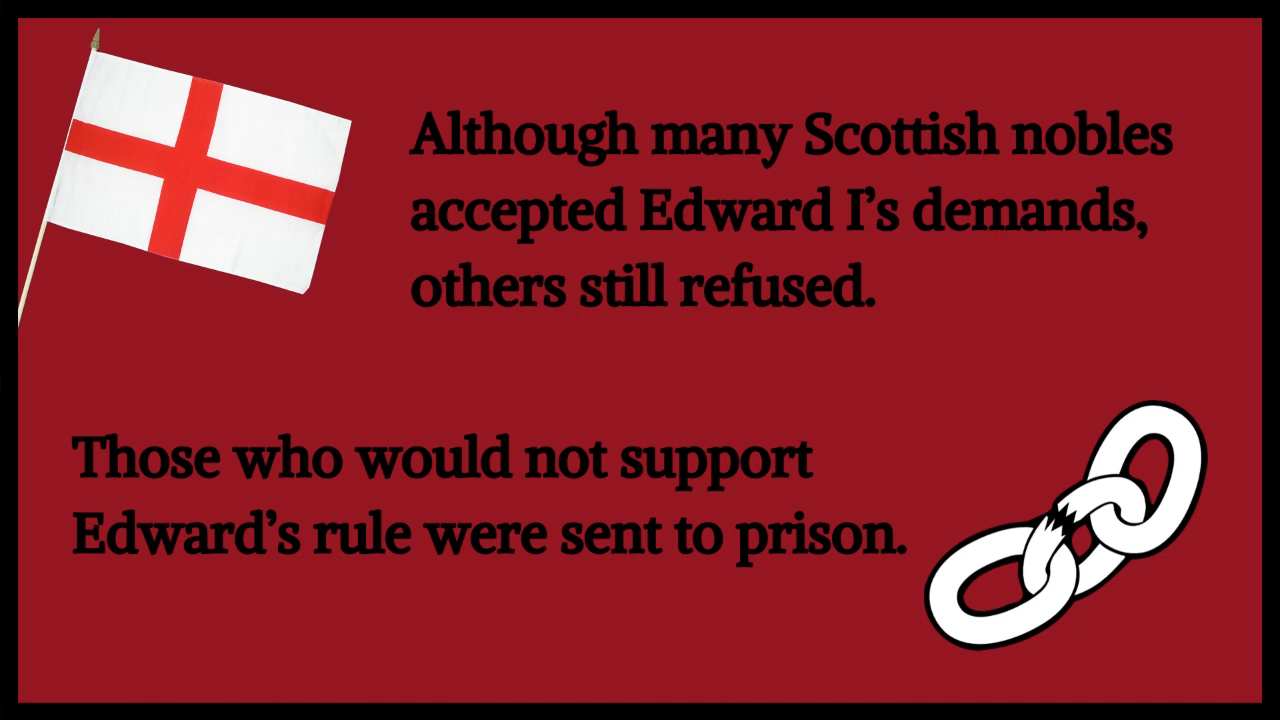 Although many Scottish nobles
accepted Edward I’s demands,
others still refused.
Those who would not support
Edward’s rule were sent to prison.